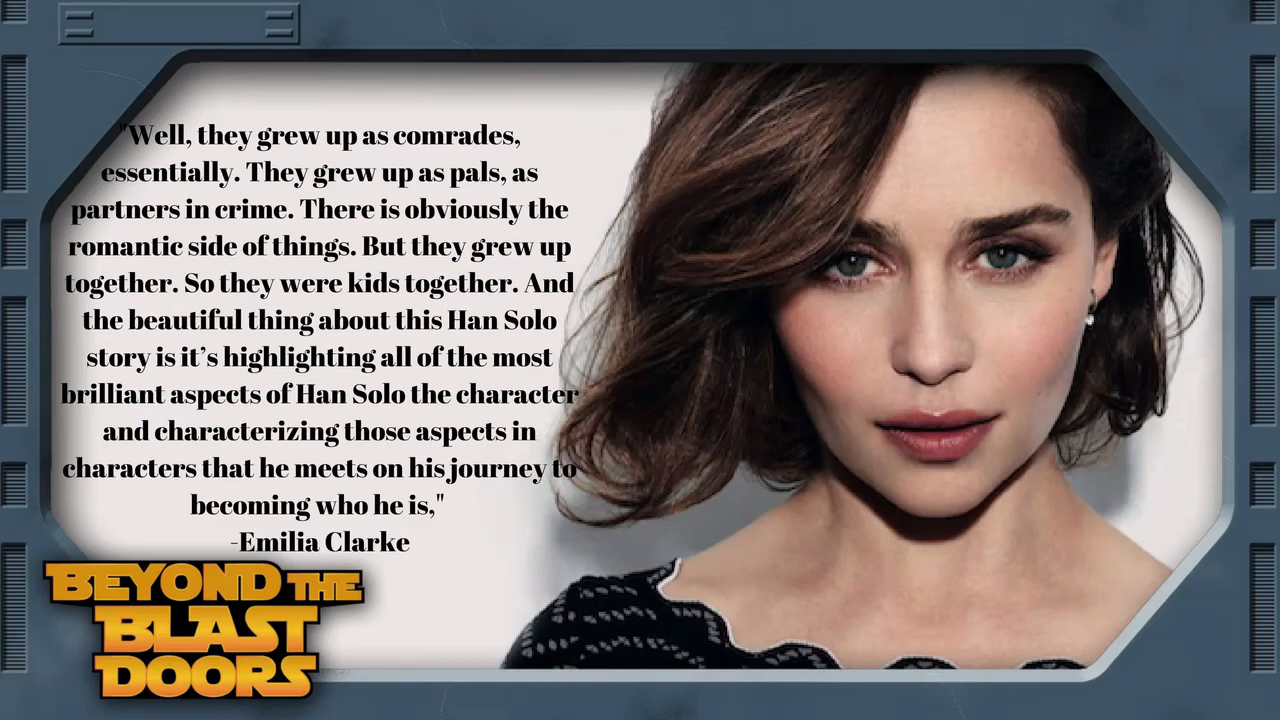 "Well, they grew up as comrades,
essentially. They grew up as pals, as
partners in crime. There is obviously the
romantic side of things. But they grew up
together. So they were kids together. And
the beautiful thing about this Han Solo
story is it’s highlighting all of the most
brilliant aspects of Han Solo the character
and characterizing those aspects in
characters that he meets on his journey to
becoming who he is,"
-Emilia Clarke
BEYOND THE
BLAST
DOORS